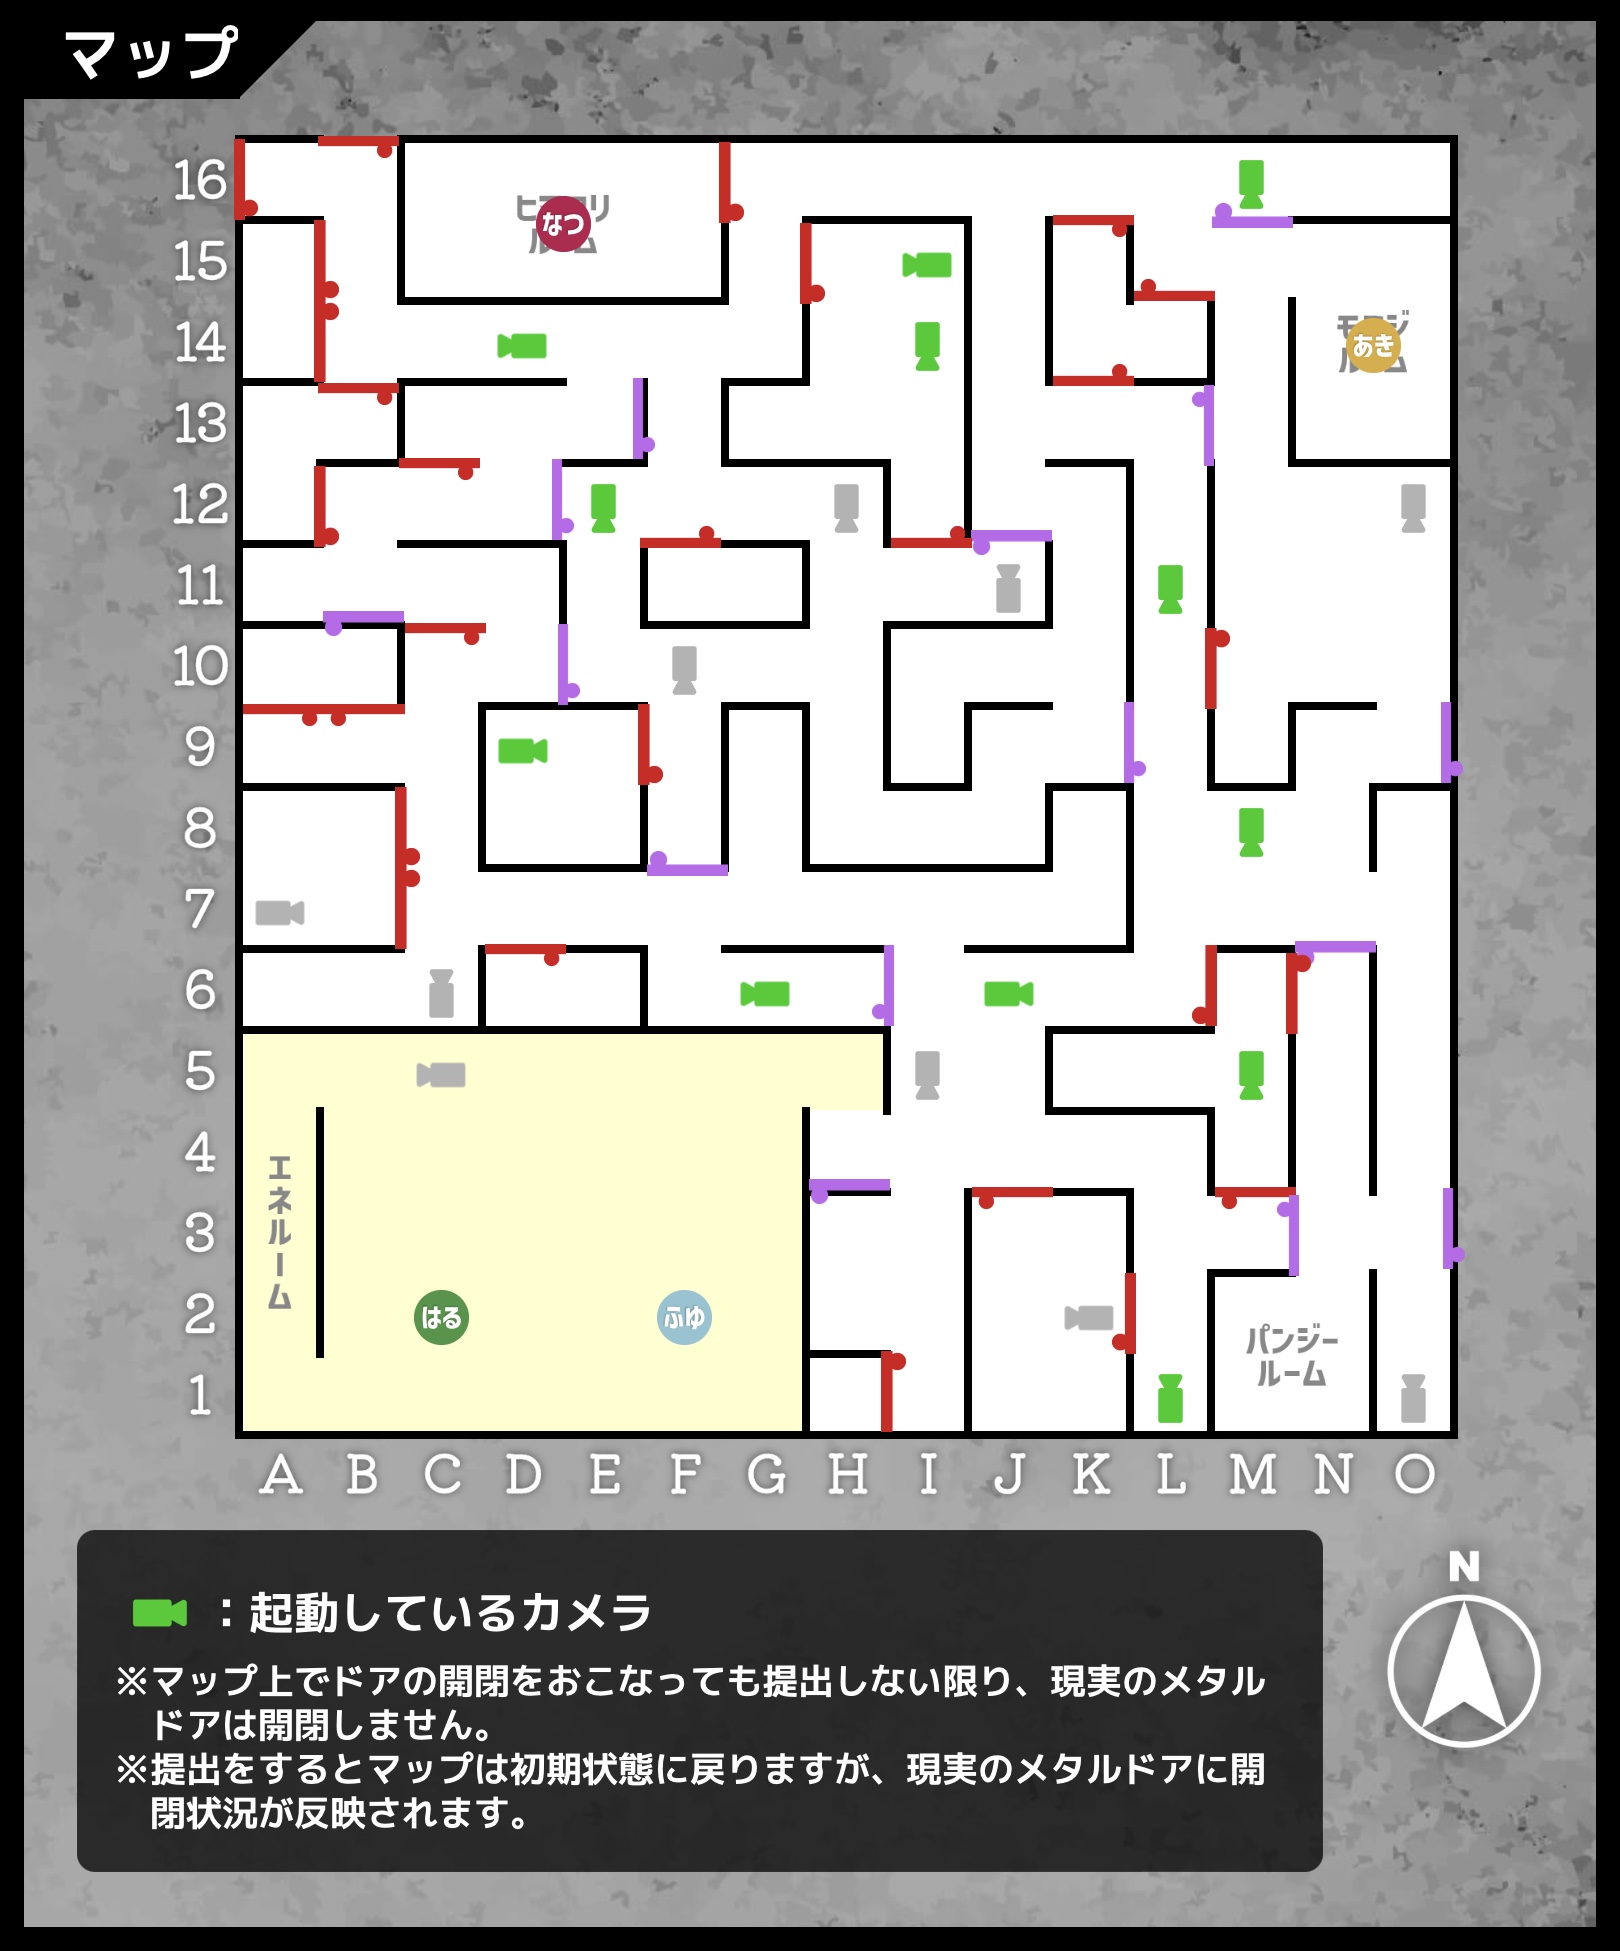 マップ
16
15
14
13
12
11
10
9
8
7
6
5
4
3
2
1
なつ
あき
エネルーム
はる
ふゆ
パンジー
ルーム
A B C D E F G H I J K L M N O
：起動しているカメラ
※マップ上でドアの開閉をおこなっても提出しない限り、現実のメタル
ドアは開閉しません。
※提出をするとマップは初期状態に戻りますが、現実のメタルドアに開
閉状況が反映されます。
N